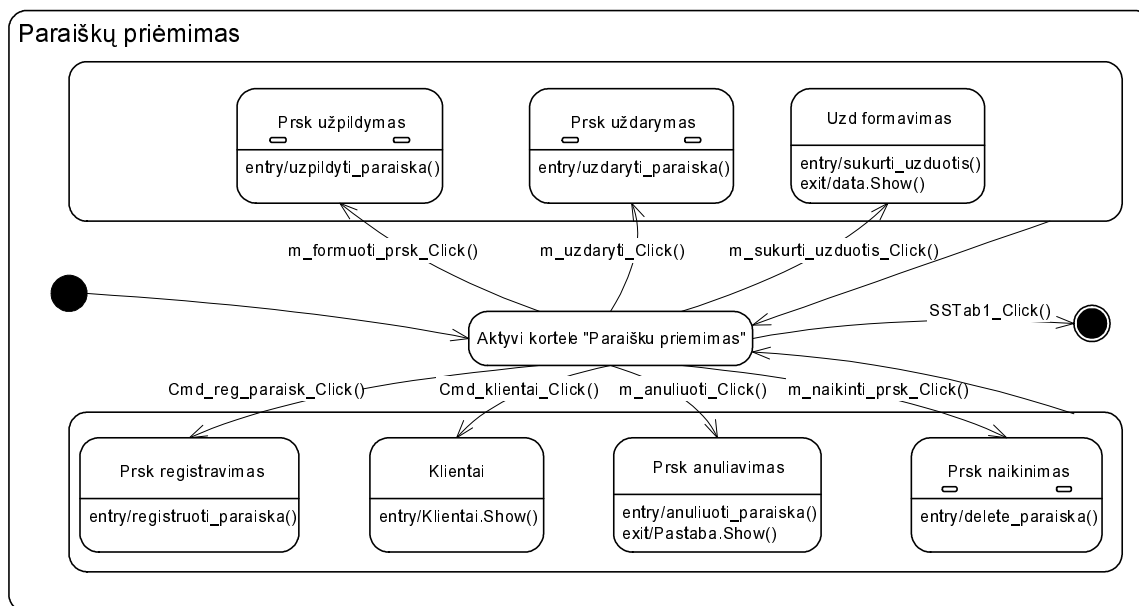 Paraiškų priėmimas
Prsk užpildymas
entry/uzpildyti_paraiska()
Prsk uždarymas
entry/uzdaryti_paraiska()
Uzd formavimas
entry/sukurti_uzduotis()
exit/data.Show()
m_formuoti_prsk_Click()
m_uzdaryti_Click()
m_sukurti_uzduotis_Click()
Aktyvi kortele "Paraišku priemimas"
SSTab1_Click()
Cmd_reg_paraisk_Click()
Cmd_klientai_Click()
m_anuliuoti_Click()
m_naikinti_prsk_Click()
Prsk registravimas
entry/registruoti_paraiska()
Klientai
entry/Klientai.Show()
Prsk anuliavimas
entry/anuliuoti_paraiska()
exit/Pastaba.Show()
Prsk naikinimas
entry/delete_paraiska()